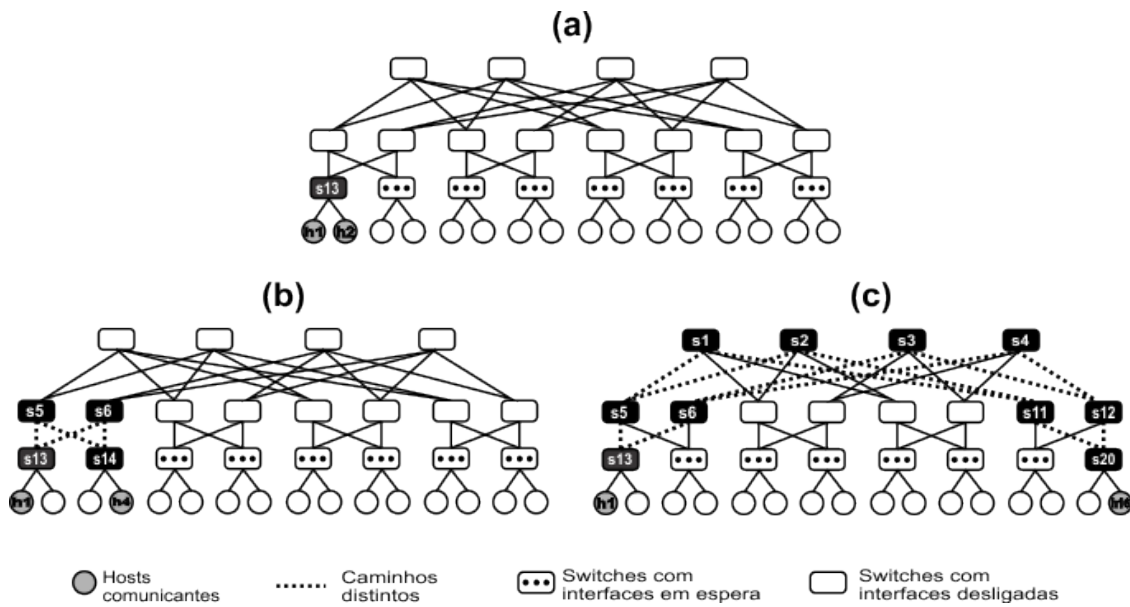 (a)
s13
h1 h2
(b) (c)
s1 s2 s3 s4
s5 s6 s5 s6 s11 s12
s13 s14 s13 s20
h1 h4 h1 h16
Hosts
comunicantes
Caminhos
distintos
Switches com
interfaces em espera
Switches com
interfaces desligadas